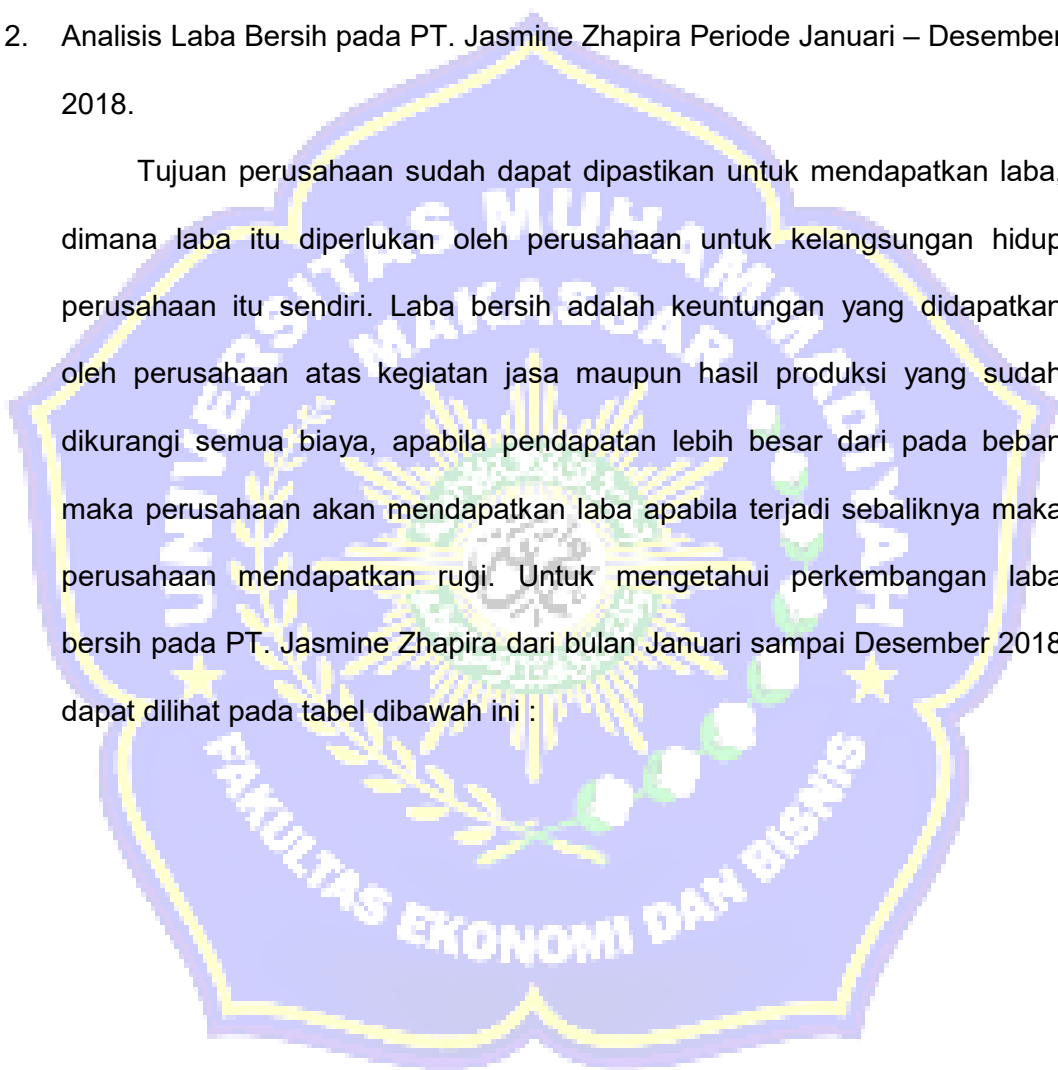 2. Analisis Laba Bersih pada PT. Jasmine Zhapira Periode Januari – Desember
2018.
Tujuan perusahaan sudah dapat dipastikan untuk mendapatkan laba,
dimana laba itu diperlukan oleh perusahaan untuk kelangsungan hidup
perusahaan itu sendiri. Laba bersih adalah keuntungan yang didapatkan
oleh perusahaan atas kegiatan jasa maupun hasil produksi yang sudah
dikurangi semua biaya, apabila pendapatan lebih besar dari pada beban
maka perusahaan akan mendapatkan laba apabila terjadi sebaliknya maka
perusahaan mendapatkan rugi. Untuk mengetahui perkembangan laba
bersih pada PT. Jasmine Zhapira dari bulan Januari sampai Desember 2018
dapat dilihat pada tabel dibawah ini :
UNIVERSITAS MUHAMMADIYAH
MAKASSAR
FAKULTAS EKONOMI DAN BISNIS